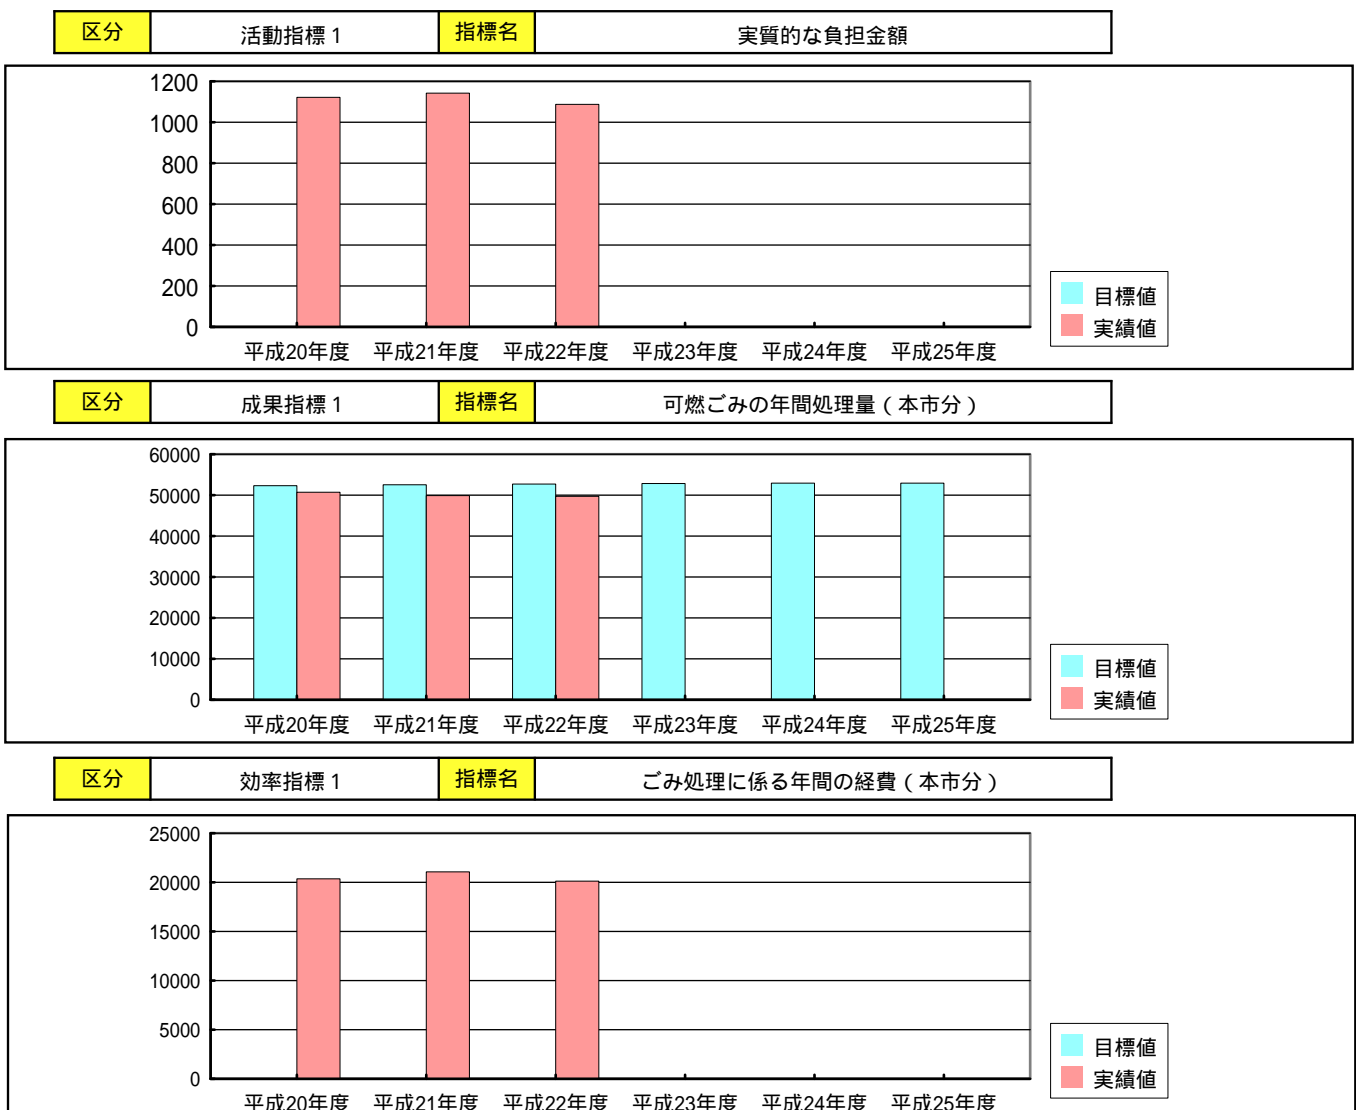 区分 活動指標１ 指標名 実質的な負担金額
1200
1000
800
600
400
200
0
平成20年度 平成21年度 平成22年度 平成23年度 平成24年度 平成25年度
目標値
実績値
区分 成果指標１ 指標名 可燃ごみの年間処理量（本市分）
60000
50000
40000
30000
20000
10000
0
平成20年度 平成21年度 平成22年度 平成23年度 平成24年度 平成25年度
目標値
実績値
区分 効率指標１ 指標名 ごみ処理に係る年間の経費（本市分）
25000
20000
15000
10000
5000
0
平成20年度 平成21年度 平成22年度 平成23年度 平成24年度 平成25年度
目標値
実績値